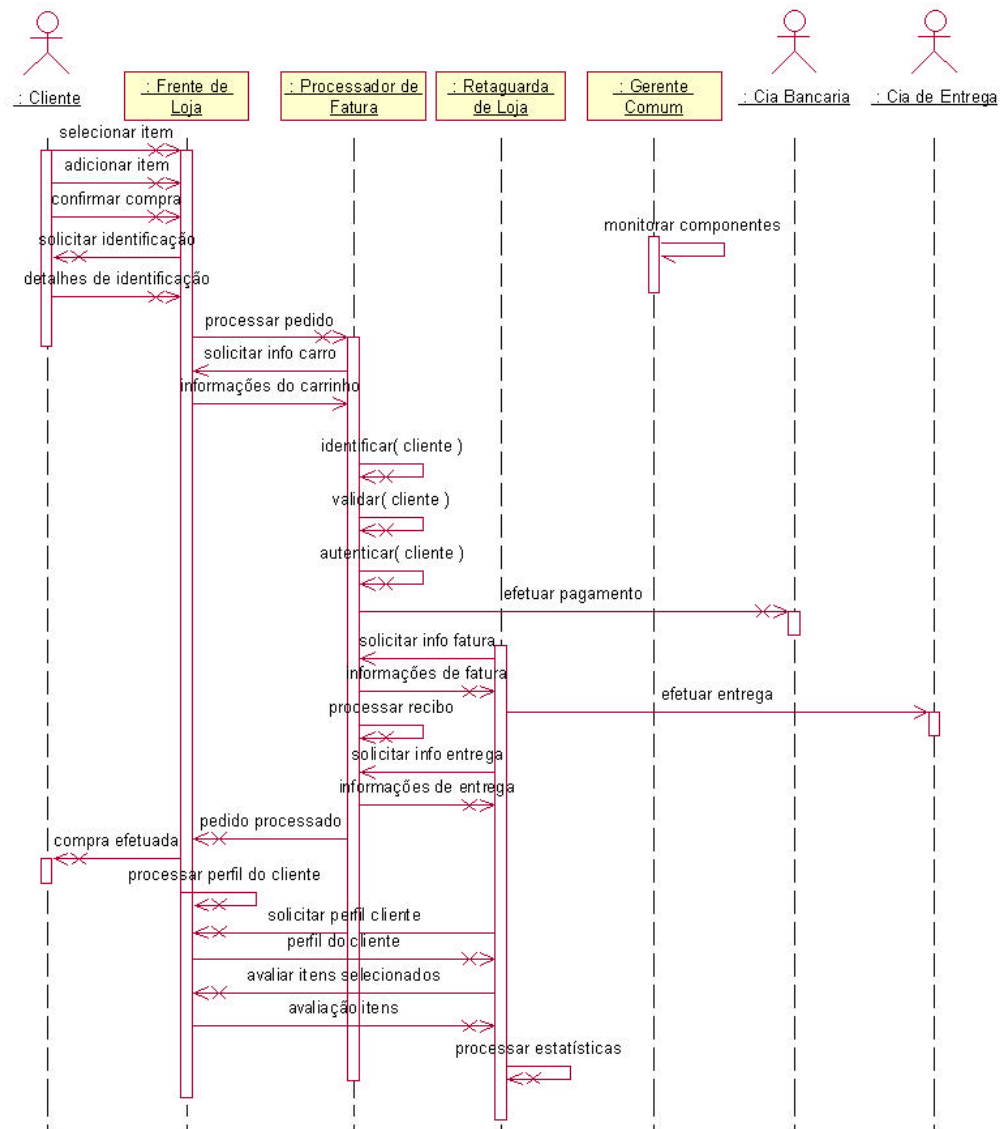 : Cliente
: Frente de
Loja
: Processador de
Fatura
: Retaguarda
de Loja
: Gerente
Comum
: Cia Bancaria
: Cia de Entrega
selecionar item
adicionar item
confirmar compra
monitorar componentes
solicitar identificação
detalhes de identificação
processar pedido
solicitar info carro
informações do carrinho
identificar( cliente )
validar( cliente )
autenticar( cliente )
efetuar pagamento
solicitar info fatura
informações de fatura
efetuar entrega
processar recibo
solicitar info entrega
informações de entrega
pedido processado
compra efetuada
processar perfil do cliente
solicitar perfil cliente
perfil do cliente
avaliar itens selecionados
avaliação itens
processar estatísticas